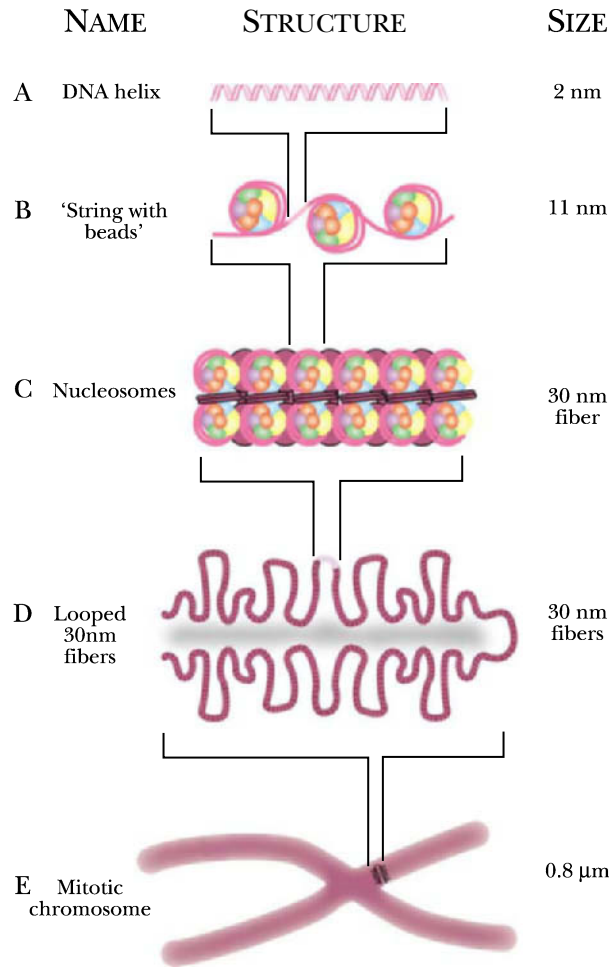 NAME STRUCTURE SIZE
A DNA helix 2 nm
B 'String with 11 nm
beads'
C Nucleosomes 30 nm
fiber
D Looped 30 nm
30nm fibers
fibers
E Mitotic 0.8 µm
chromosome